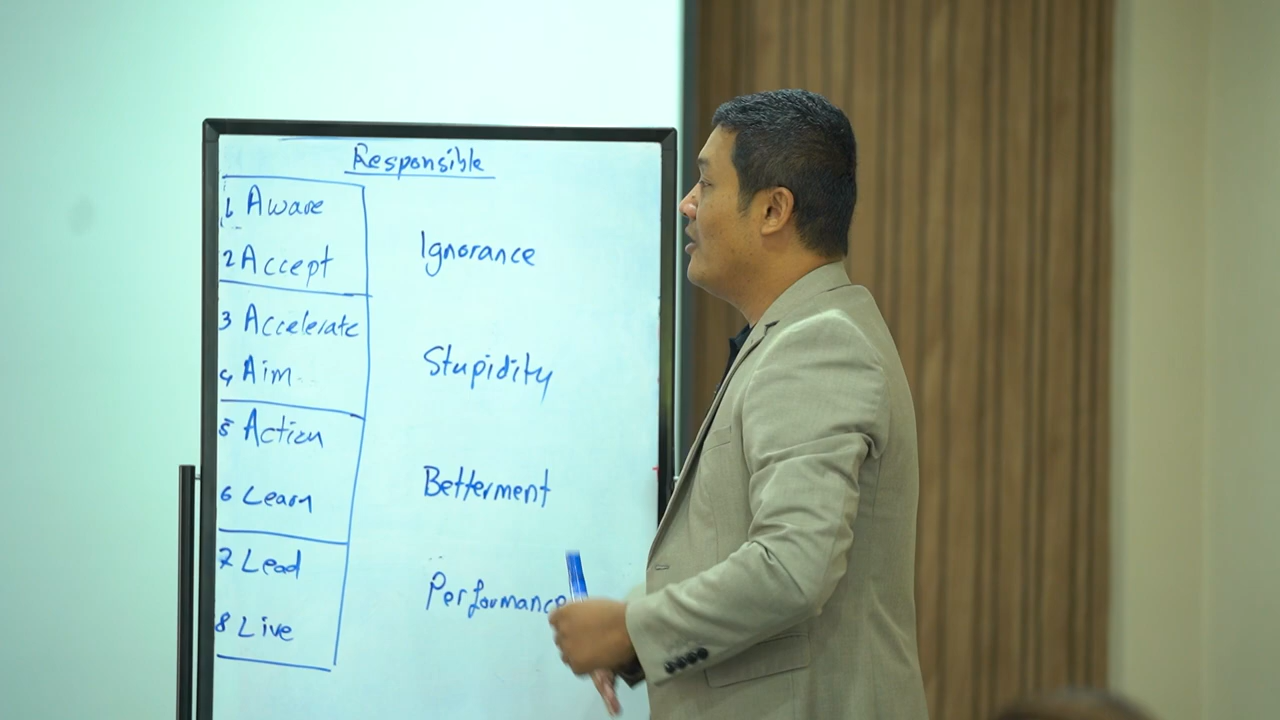 Responsible
1 Aware
2 Accept
Ignorance
3 Accelerate
4 Aim
Stupidity
5 Action
6 Learn
Betterment
7 Lead
8 Live
Performance